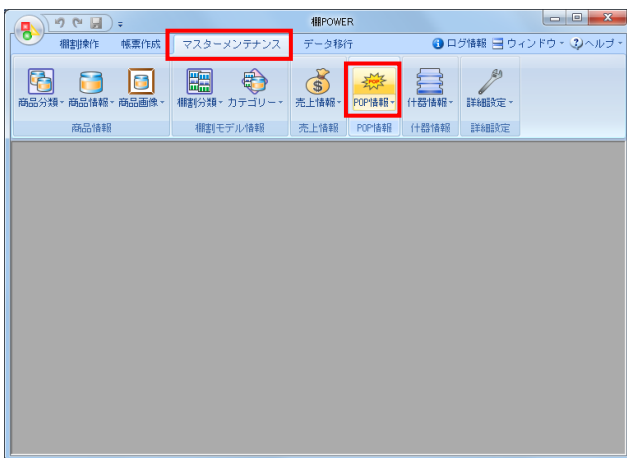 棚POWER
棚割操作 帳票作成 マスターメンテナンス データ移行 ログ情報 ウィンドウ ヘルプ
商品分類 商品情報 商品画像 棚割分類 カテゴリー 売上情報 POP情報 什器情報 詳細設定
商品情報 棚割モデル情報 売上情報 POP情報 什器情報 詳細設定